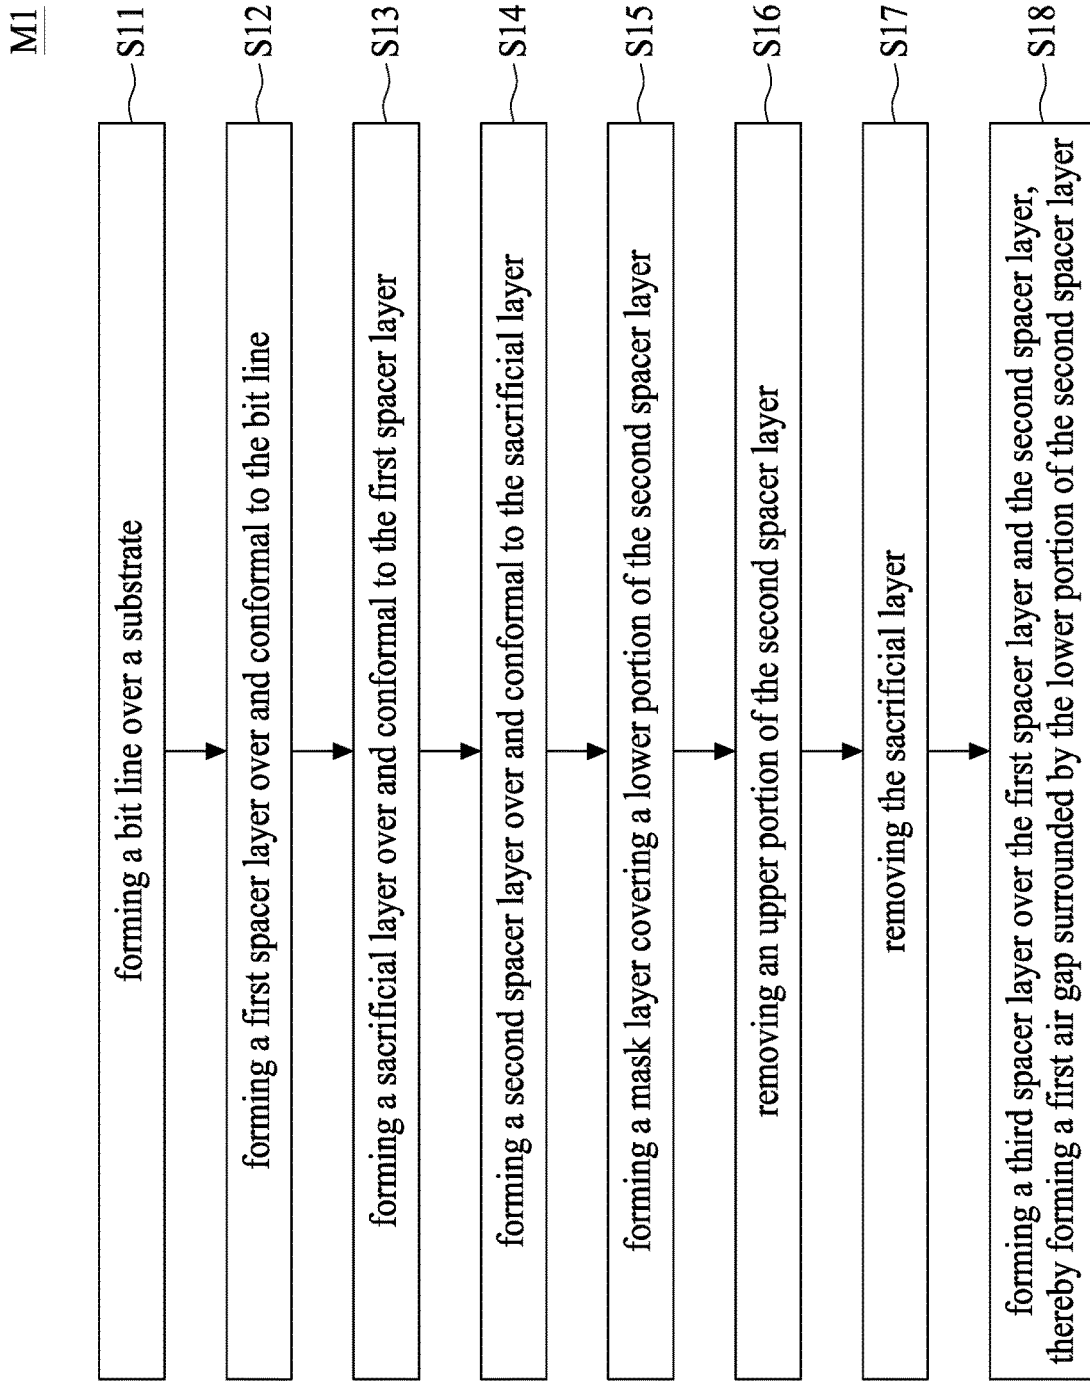 M1
forming a bit line over a substrate
S11
forming a first spacer layer over and conformal to the bit line
S12
forming a sacrificial layer over and conformal to the first spacer layer
S13
forming a second spacer layer over and conformal to the sacrificial layer
S14
forming a mask layer covering a lower portion of the second spacer layer
S15
removing an upper portion of the second spacer layer
S16
removing the sacrificial layer
S17
forming a third spacer layer over the first spacer layer and the second spacer layer,
thereby forming a first air gap surrounded by the lower portion of the second spacer layer
S18